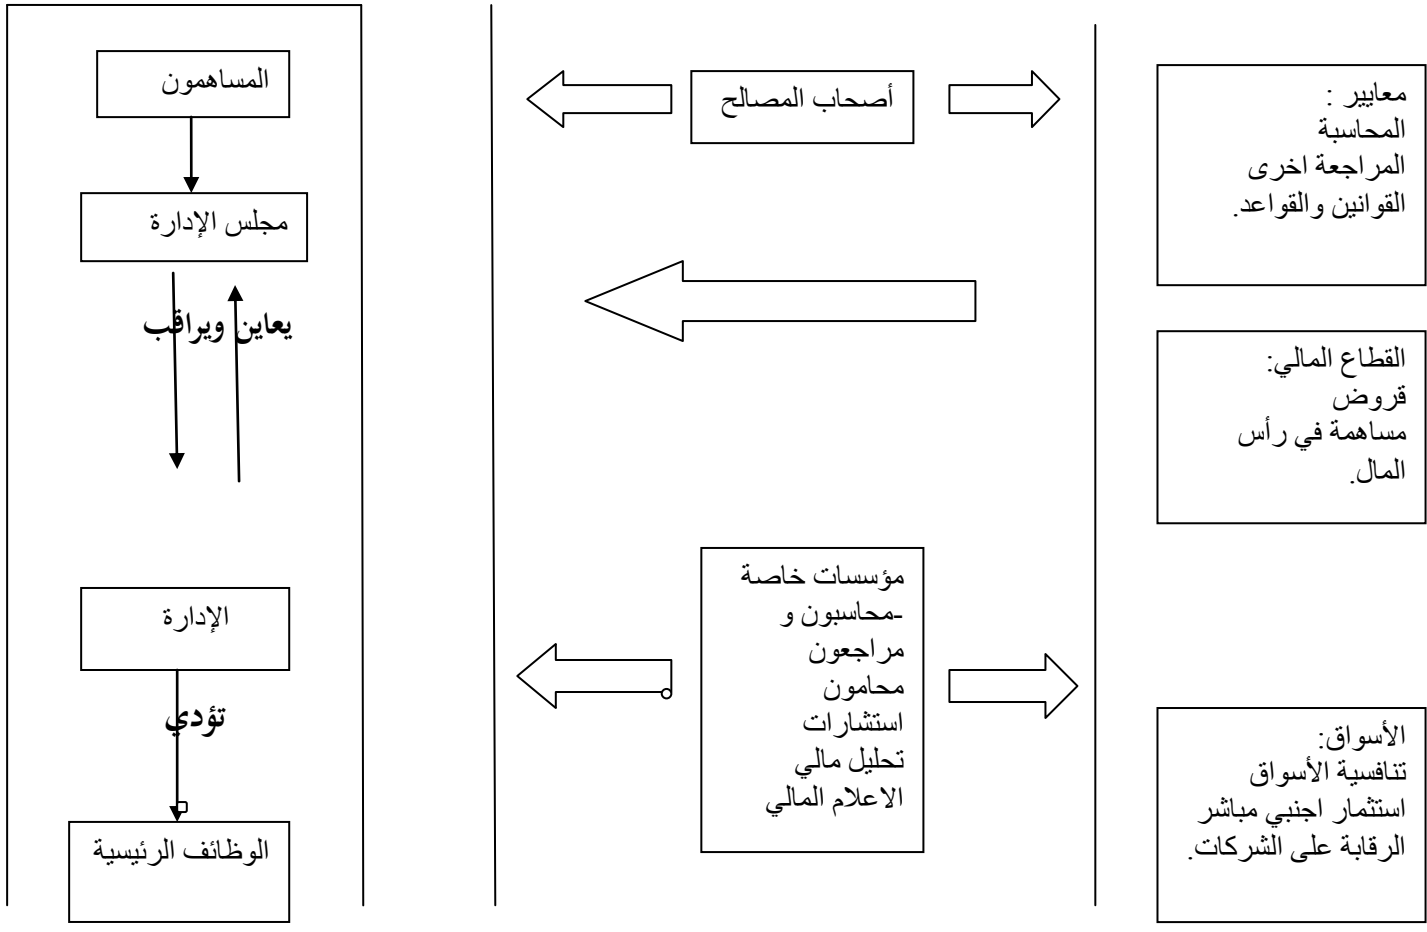 المساهمون
مجلس الإدارة
يعاين ويراقب
الإدارة
تؤدي
الوظائف الرئيسية
أصحاب المصالح
مؤسسات خاصة
-محاسبون و
مراجعون
محامون
استشارات
تحليل مالي
الاعلام المالي
معايير :
المحاسبة
المراجعة اخرى
القوانين والقواعد.
القطاع المالي:
قروض
مساهمة في رأس
المال.
الأسواق:
تنافسية الأسواق
استثمار اجنبي مباشر
الرقابة على الشركات.